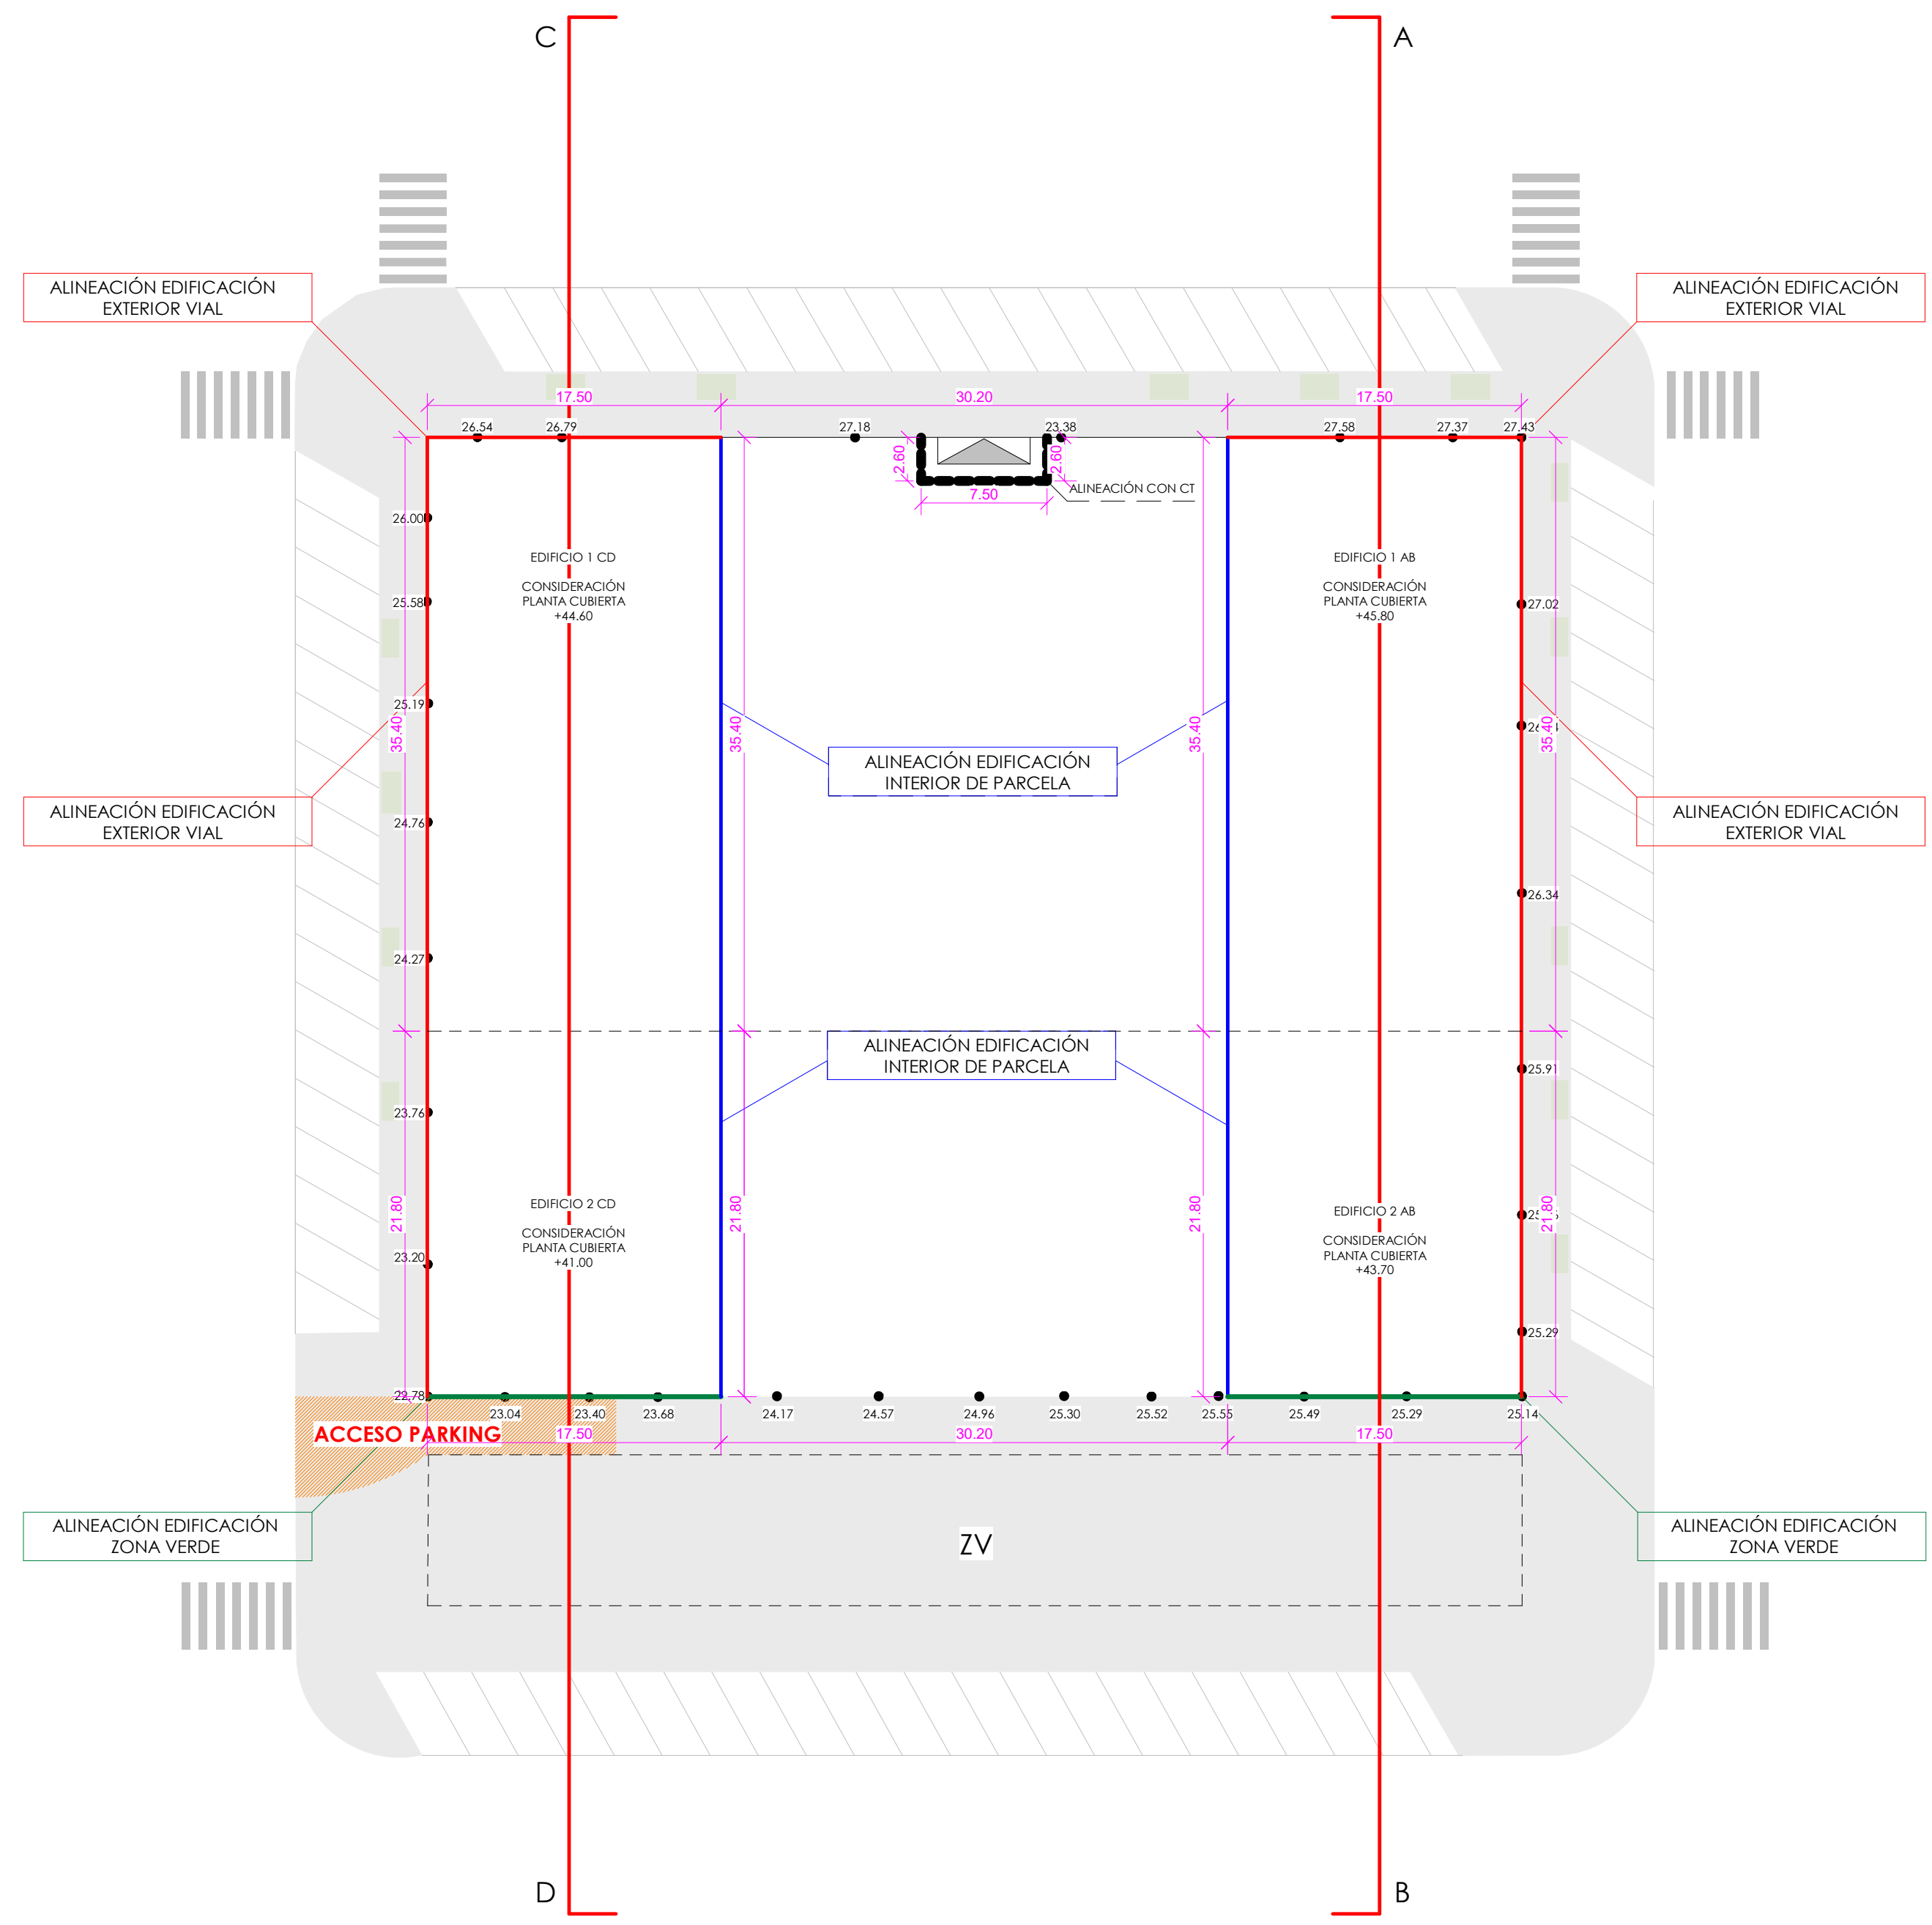 C
A
ALINEACIÓN EDIFICACIÓN
EXTERIOR VIAL
ALINEACIÓN EDIFICACIÓN
EXTERIOR VIAL
17.50
30.20
17.50
26.54
26.79
27.18
23.38
27.58
27.37
27.43
2.60
2.60
7.50
ALINEACIÓN CON CT
26.00
25.58
25.19
24.76
24.27
23.76
23.20
22.78
EDIFICIO 1 CD
CONSIDERACIÓN
PLANTA CUBIERTA
+44.60
EDIFICIO 1 AB
CONSIDERACIÓN
PLANTA CUBIERTA
+45.80
27.02
26.34
25.91
25.29
35.40
35.40
35.40
35.40
ALINEACIÓN EDIFICACIÓN
INTERIOR DE PARCELA
ALINEACIÓN EDIFICACIÓN
EXTERIOR VIAL
ALINEACIÓN EDIFICACIÓN
EXTERIOR VIAL
ALINEACIÓN EDIFICACIÓN
INTERIOR DE PARCELA
21.80
21.80
21.80
21.80
EDIFICIO 2 CD
CONSIDERACIÓN
PLANTA CUBIERTA
+41.00
EDIFICIO 2 AB
CONSIDERACIÓN
PLANTA CUBIERTA
+43.70
23.04
23.40
23.68
24.17
24.57
24.96
25.30
25.52
25.55
25.49
25.29
25.14
ACCESO PARKING
17.50
30.20
17.50
ALINEACIÓN EDIFICACIÓN
ZONA VERDE
ZV
ALINEACIÓN EDIFICACIÓN
ZONA VERDE
D
B